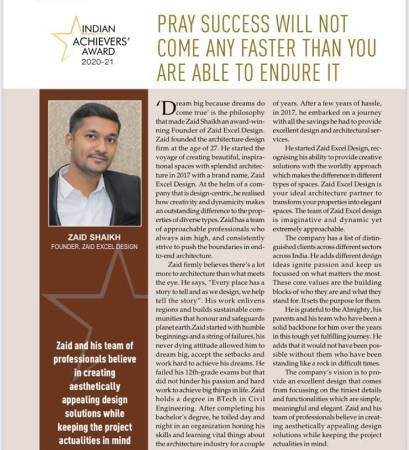 INDIAN
ACHIEVERS'
AWARD
2020-21
PRAY SUCCESS WILL NOT
COME ANY FASTER THAN YOU
ARE ABLE TO ENDURE IT
ZAID SHAIKH
FOUNDER, ZAID EXCEL DESIGN
Zaid and his team of
professionals believe
in creating
aesthetically
appealing design
solutions while
keeping the project
actualities in mind
'Dream big because dreams do
come true' is the philosophy
that made Zaid Shaikh an award-win-
ning Founder of Zaid Excel Design.
Zaid founded the architecture design
firm at the age of 27. He started the
voyage of creating beautiful, inspira-
tional spaces with splendid architec-
ture in 2017 with a brand name, Zaid
Excel Design. At the helm of a com-
pany that is design-centric, he realised
how creativity and dynamicity makes
an outstanding difference to the prop-
erties of diverse types. Zaid has a team
of approachable professionals who
always aim high, and consistently
strive to push the boundaries in end-
to-end architecture.
Zaid firmly believes there's a lot
more to architecture than what meets
the eye. He says, "Every place has a
story to tell and as we design, we help
tell the story". His work enlivens
regions and builds sustainable com-
munities that honour and safeguards
planet earth.Zaid started with humble
beginnings and a string of failures, his
never dying attitude allowed him to
dream big, accept the setbacks and
work hard to achieve his dreams. He
failed his 12th-grade exams but that
did not hinder his passion and hard
work to achieve big things in life. Zaid
holds a degree in BTech in Civil
Engineering. After completing his
bachelor's degree, he toiled day and
night in an organization honing his
skills and learning vital things about
the architecture industry for a couple
of years. After a few years of hassle,
in 2017, he embarked on a journey
with all the savings he had to provide
excellent design and architectural ser-
vices.
He started Zaid Excel Design, rec-
ognising his ability to provide creative
solutions with the worldly approach
which makes the difference in different
types of spaces. Zaid Excel Design is
your ideal architecture partner to
transform your properties into elegant
spaces. The team of Zaid Excel design
is imaginative and dynamic yet
extremely approachable.
The company has a list of distin-
guished clients across different sectors
across India. He adds different design
ideas ignite passion and keep us
focussed on what matters the most.
These core values are the building
blocks of who they are and what they
stand for. It sets the purpose for them.
He is grateful to the Almighty, his
parents and his team who have been a
solid backbone for him over the years
in this tough yet fulfilling journey. He
adds that it would not have been pos-
sible without them who have been
standing like a rock in difficult times.
The company's vision is to pro-
vide an excellent design that comes
from focussing on the tiniest details
and functionalities which are simple,
meaningful and elegant. Zaid and his
team of professionals believe in creat-
ing aesthetically appealing design
solutions while keeping the project
actualities in mind.